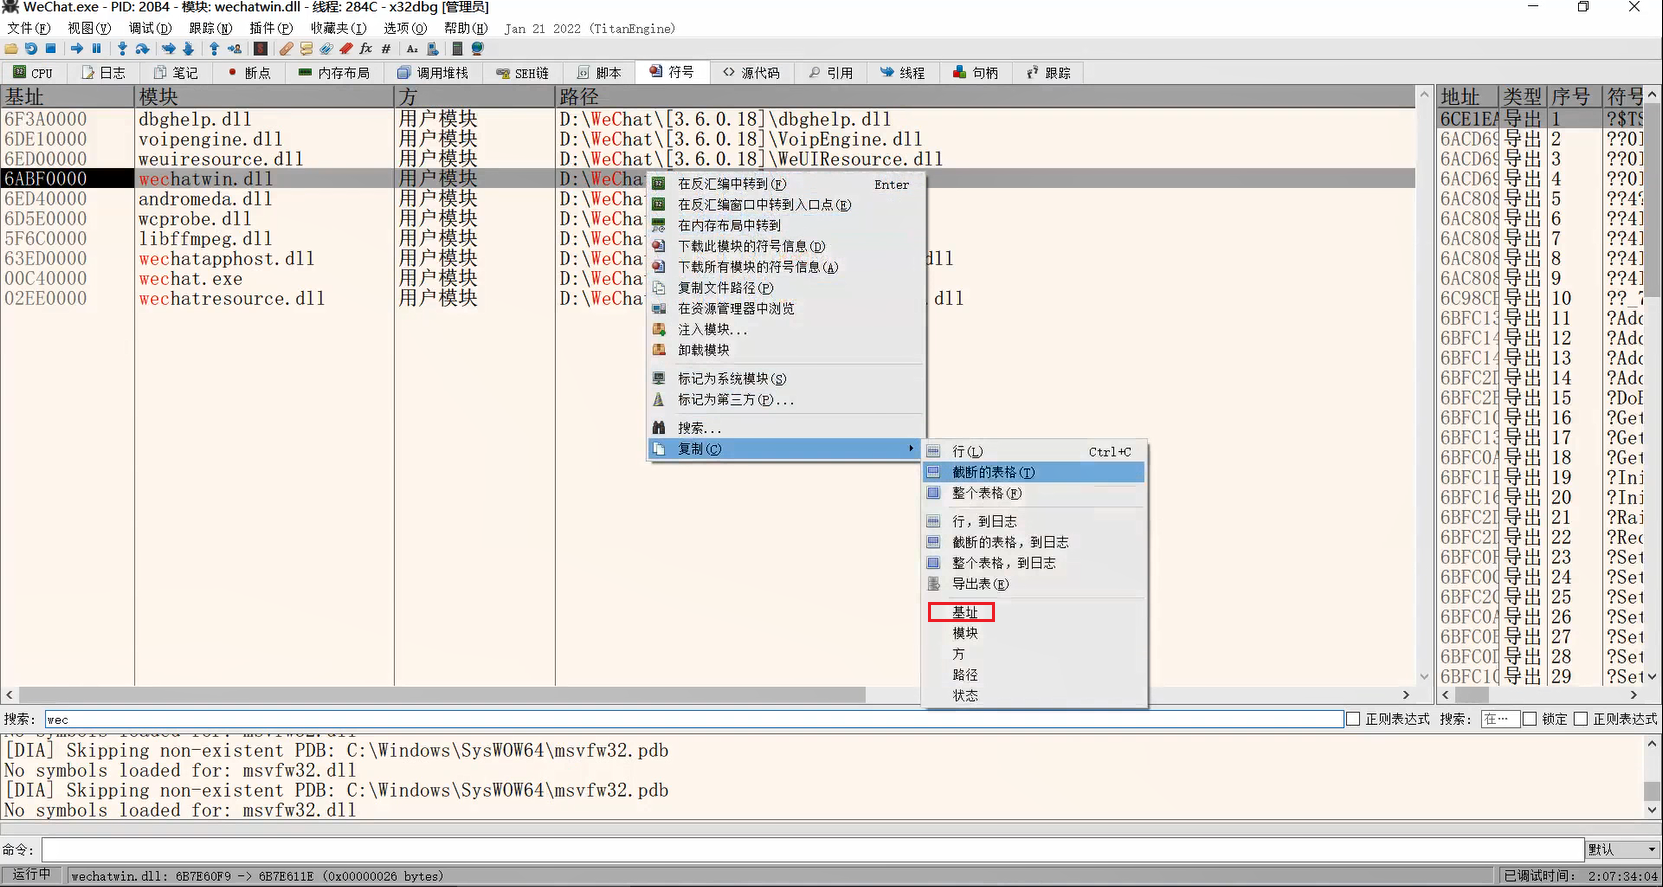 WeChat.exe - PID: 20B4 - 模块: wechatwin.dll - 线程: 284C - x32dbg [管理员]
文件(F) 视图(V) 调试(D) 跟踪(N) 插件(P) 收藏夹(I) 选项(O) 帮助(H) Jan 21 2022 (TitanEngine)
CPU 日志 笔记 断点 内存布局 调用堆栈 SEH链 脚本 符号 源代码 引用 线程 句柄 跟踪
基址 模块 方 路径
6F3A0000 dbghelp.dll 用户模块 D:\WeChat\[3.6.0.18]\dbghelp.dll
6DE10000 voipengine.dll 用户模块 D:\WeChat\[3.6.0.18]\VoipEngine.dll
6ED00000 weuiresource.dll 用户模块 D:\WeChat\[3.6.0.18]\WeUIResource.dll
6ABF0000 wechatwin.dll 用户模块 D:\WeCha
6ED40000 andromeda.dll 用户模块 D:\WeCha
6D5E0000 wcprobe.dll 用户模块 D:\WeCha
5F6C0000 libffmpeg.dll 用户模块 D:\WeCha
63ED0000 wechatapphost.dll 用户模块 D:\WeCha dll
00C40000 wechat.exe 用户模块 D:\WeCha
02EE0000 wechatresource.dll 用户模块 D:\WeCha .dll
在反汇编中转到(F) Enter
在反汇编窗口中转到入口点(E)
在内存布局中转到
下载此模块的符号信息(D)
下载所有模块的符号信息(A)
复制文件路径(P)
在资源管理器中浏览
注入模块...
卸载模块
标记为系统模块(S)
标记为第三方(P)...
搜索...
复制(C)
行(L) Ctrl+C
截断的表格(T)
整个表格(F)
行，到日志
截断的表格，到日志
整个表格，到日志
导出表(E)
基址
模块
方
路径
状态
地址 类型 序号 符号
6CE1EA 导出 1 ??$TS
6ACD69 导出 2 ??0I
6ACD69 导出 3 ??0I
6ACD69 导出 4 ??0I
6AC808 导出 5 ??4?
6AC808 导出 6 ??4I
6AC808 导出 7 ??4I
6AC808 导出 8 ??4I
6AC808 导出 9 ??4I
6C98CE 导出 10 ??_7
6BFC13 导出 11 ?Add
6BFC14 导出 12 ?Add
6BFC14 导出 13 ?Add
6BFC2D 导出 14 ?Add
6BFC2E 导出 15 ?DoE
6BFC1C 导出 16 ?Get
6BFC13 导出 17 ?Get
6BFC0A 导出 18 ?Get
6BFC1E 导出 19 ?Ini
6BFC16 导出 20 ?Ini
6BFC2D 导出 21 ?Rai
6BFC2D 导出 22 ?Rec
6BFC0F 导出 23 ?Set
6BFC0C 导出 24 ?Set
6BFC2C 导出 25 ?Set
6BFC0A 导出 26 ?Set
6BFC0E 导出 27 ?Set
6BFC0D 导出 28 ?Set
6BFC1C 导出 29 ?Set
搜索: wec 正则表达式 搜索: 在… 锁定 正则表达式
No symbols loaded for: msvfw32.dll
[DIA] Skipping non-existent PDB: C:\Windows\SysWOW64\msvfw32.pdb
No symbols loaded for: msvfw32.dll
[DIA] Skipping non-existent PDB: C:\Windows\SysWOW64\msvfw32.pdb
No symbols loaded for: msvfw32.dll
命令: 默认
运行中 wechatwin.dll: 6B7E60F9 -> 6B7E611E (0x00000026 bytes) 已调试时间: 2:07:34:04